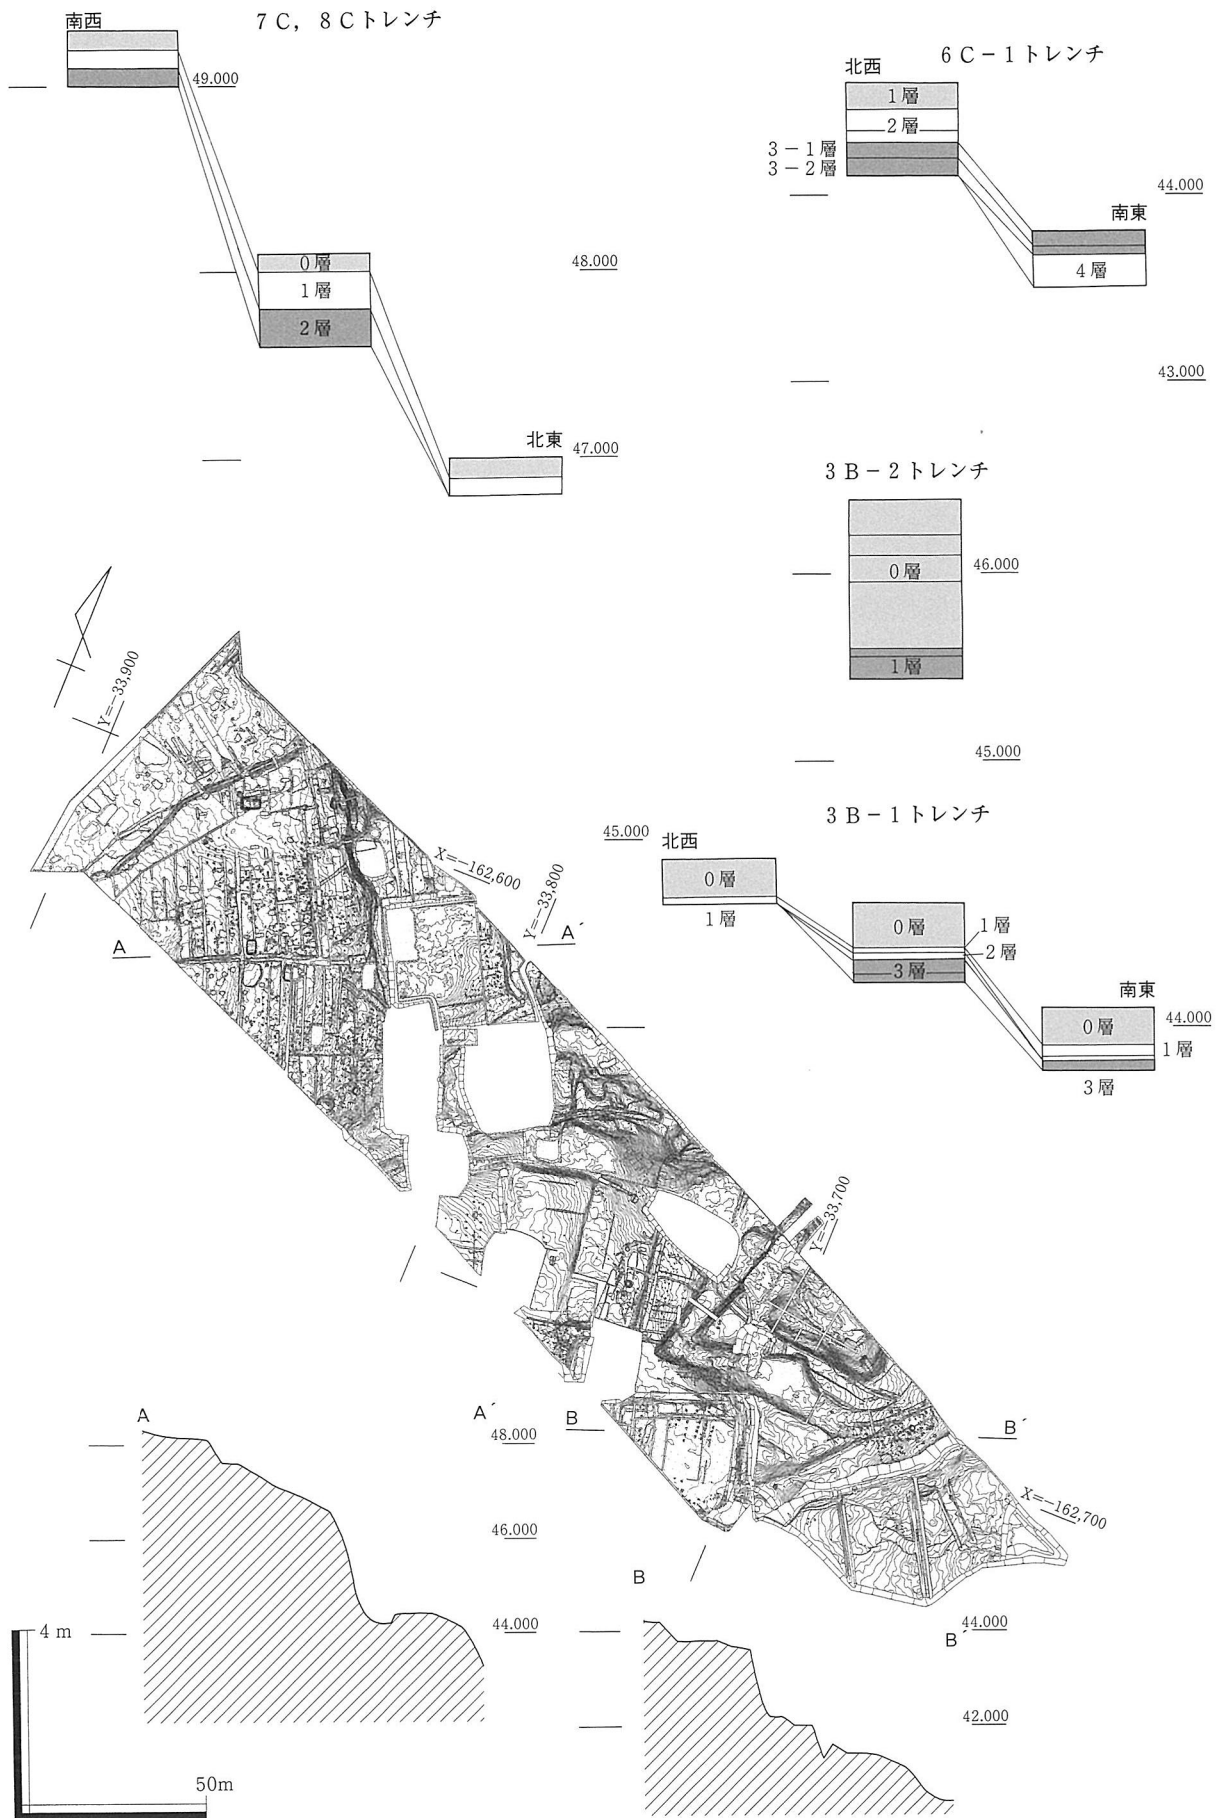 7C，8Cトレンチ
南西
49.000
0層
1層
2層
48.000
北東
47.000
6C－1トレンチ
北西
1層
2層
3－1層
3－2層
44.000
南東
4層
43.000
3B－2トレンチ
0層
46.000
1層
45.000
3B－1トレンチ
45.000
北西
0層
1層
0層
1層
2層
3層
南東
0層
44.000
1層
3層
Y=－33,900
X=－162,600
Y=－33,800
A
A´
Y=－33,700
B
B´
X=－162,700
A
A´
48.000
46.000
44.000
B
B´
44.000
42.000
4m
50m